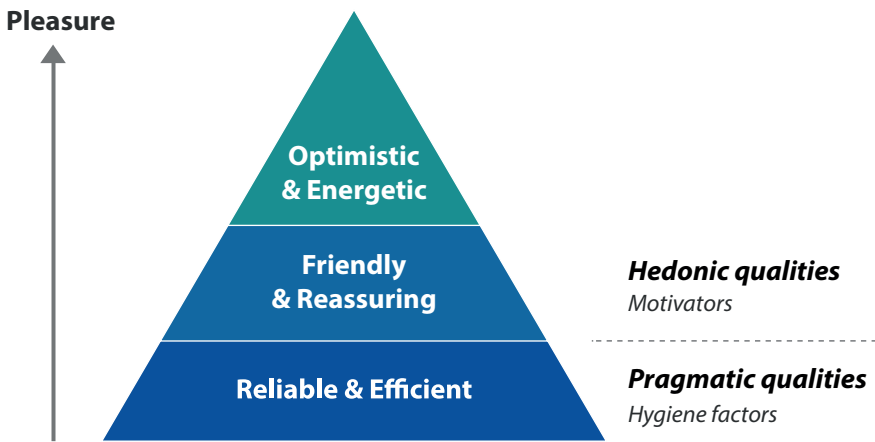 Pleasure
Optimistic
& Energetic
Friendly
& Reassuring
Hedonic qualities
Motivators
Reliable & Efficient
Pragmatic qualities
Hygiene factors